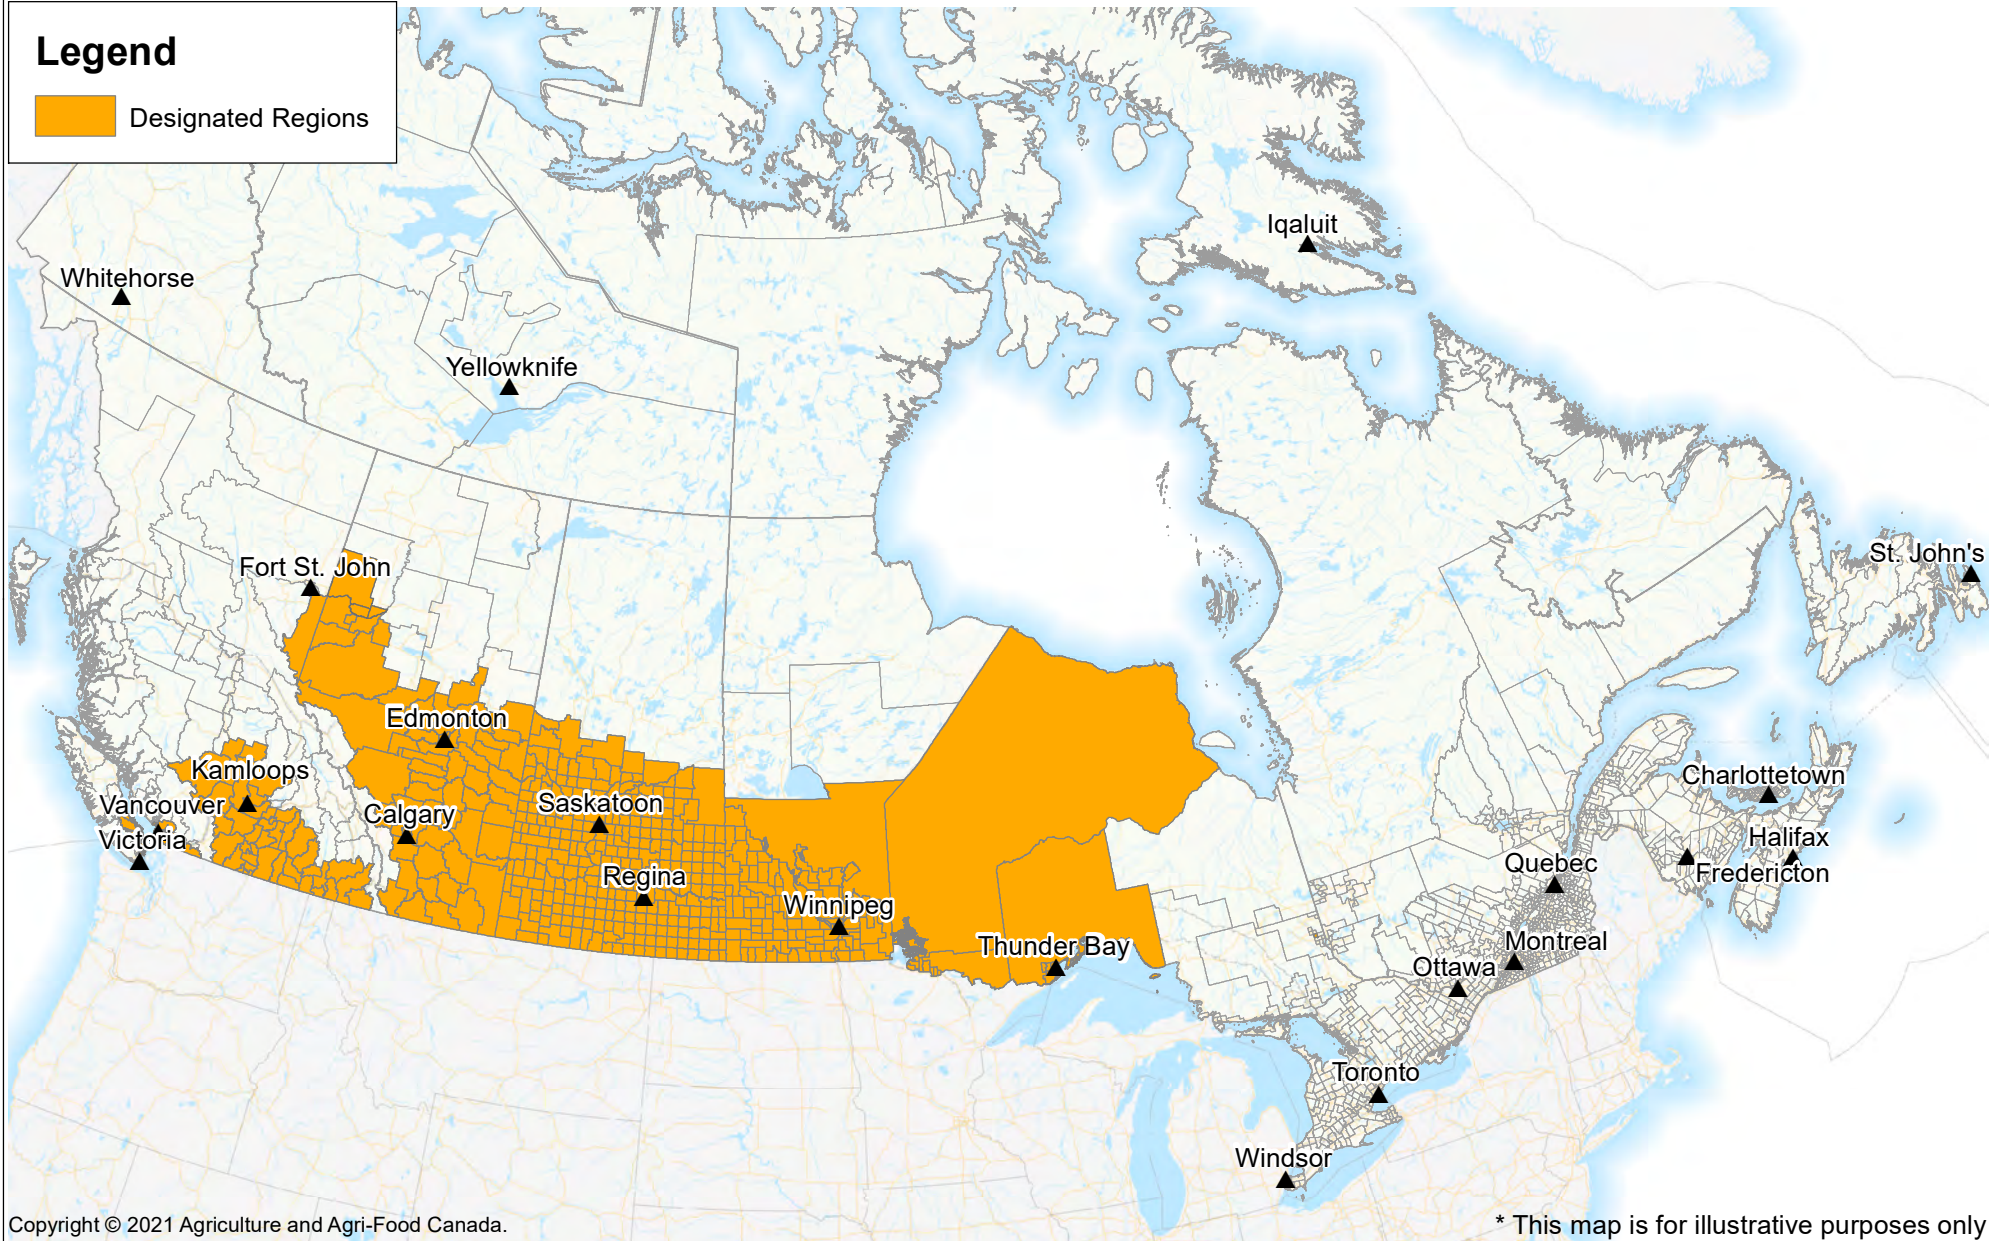 Legend
Designated Regions
Iqaluit
Whitehorse
Yellowknife
Fort St. John
St. John's
Edmonton
Kamloops
Charlottetown
Vancouver
Calgary
Saskatoon
Victoria
Halifax
Quebec
Regina
Fredericton
Winnipeg
Thunder Bay
Montreal
Ottawa
Toronto
Windsor
Copyright © 2021 Agriculture and Agri-Food Canada.
* This map is for illustrative purposes only